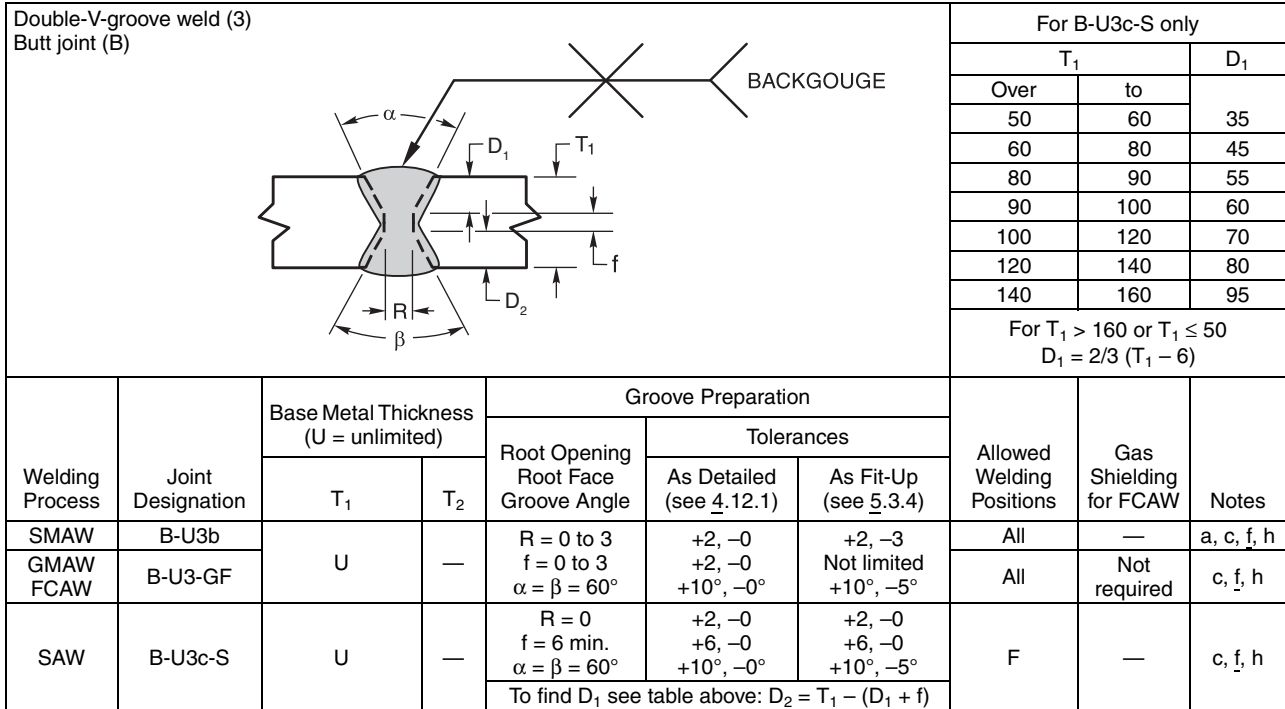 Double-V-groove weld (3)
Butt joint (B)
BACKGOUGE
α
D₁
T₁
f
D₂
R
β
For B-U3c-S only
T₁ D₁
Over to
50 60 35
60 80 45
80 90 55
90 100 60
100 120 70
120 140 80
140 160 95
For T₁ > 160 or T₁ ≤ 50
D₁ = 2/3 (T₁ – 6)
Welding
Process
Joint
Designation
Base Metal Thickness
(U = unlimited)
T₁ T₂
Groove Preparation
Root Opening
Root Face
Groove Angle
Tolerances
As Detailed
(see 4.12.1)
As Fit-Up
(see 5.3.4)
Allowed
Welding
Positions
Gas
Shielding
for FCAW
Notes
SMAW B-U3b U — R = 0 to 3 +2, –0 +2, –3 All — a, c, f, h
GMAW
FCAW
B-U3-GF
f = 0 to 3 +2, –0 Not limited
α = β = 60° +10°, –0° +10°, –5°
All
Not
required
c, f, h
SAW B-U3c-S U —
R = 0 +2, –0 +2, –0
f = 6 min. +6, –0 +6, –0
α = β = 60° +10°, –0° +10°, –5°
F — c, f, h
To find D₁ see table above: D₂ = T₁ – (D₁ + f)